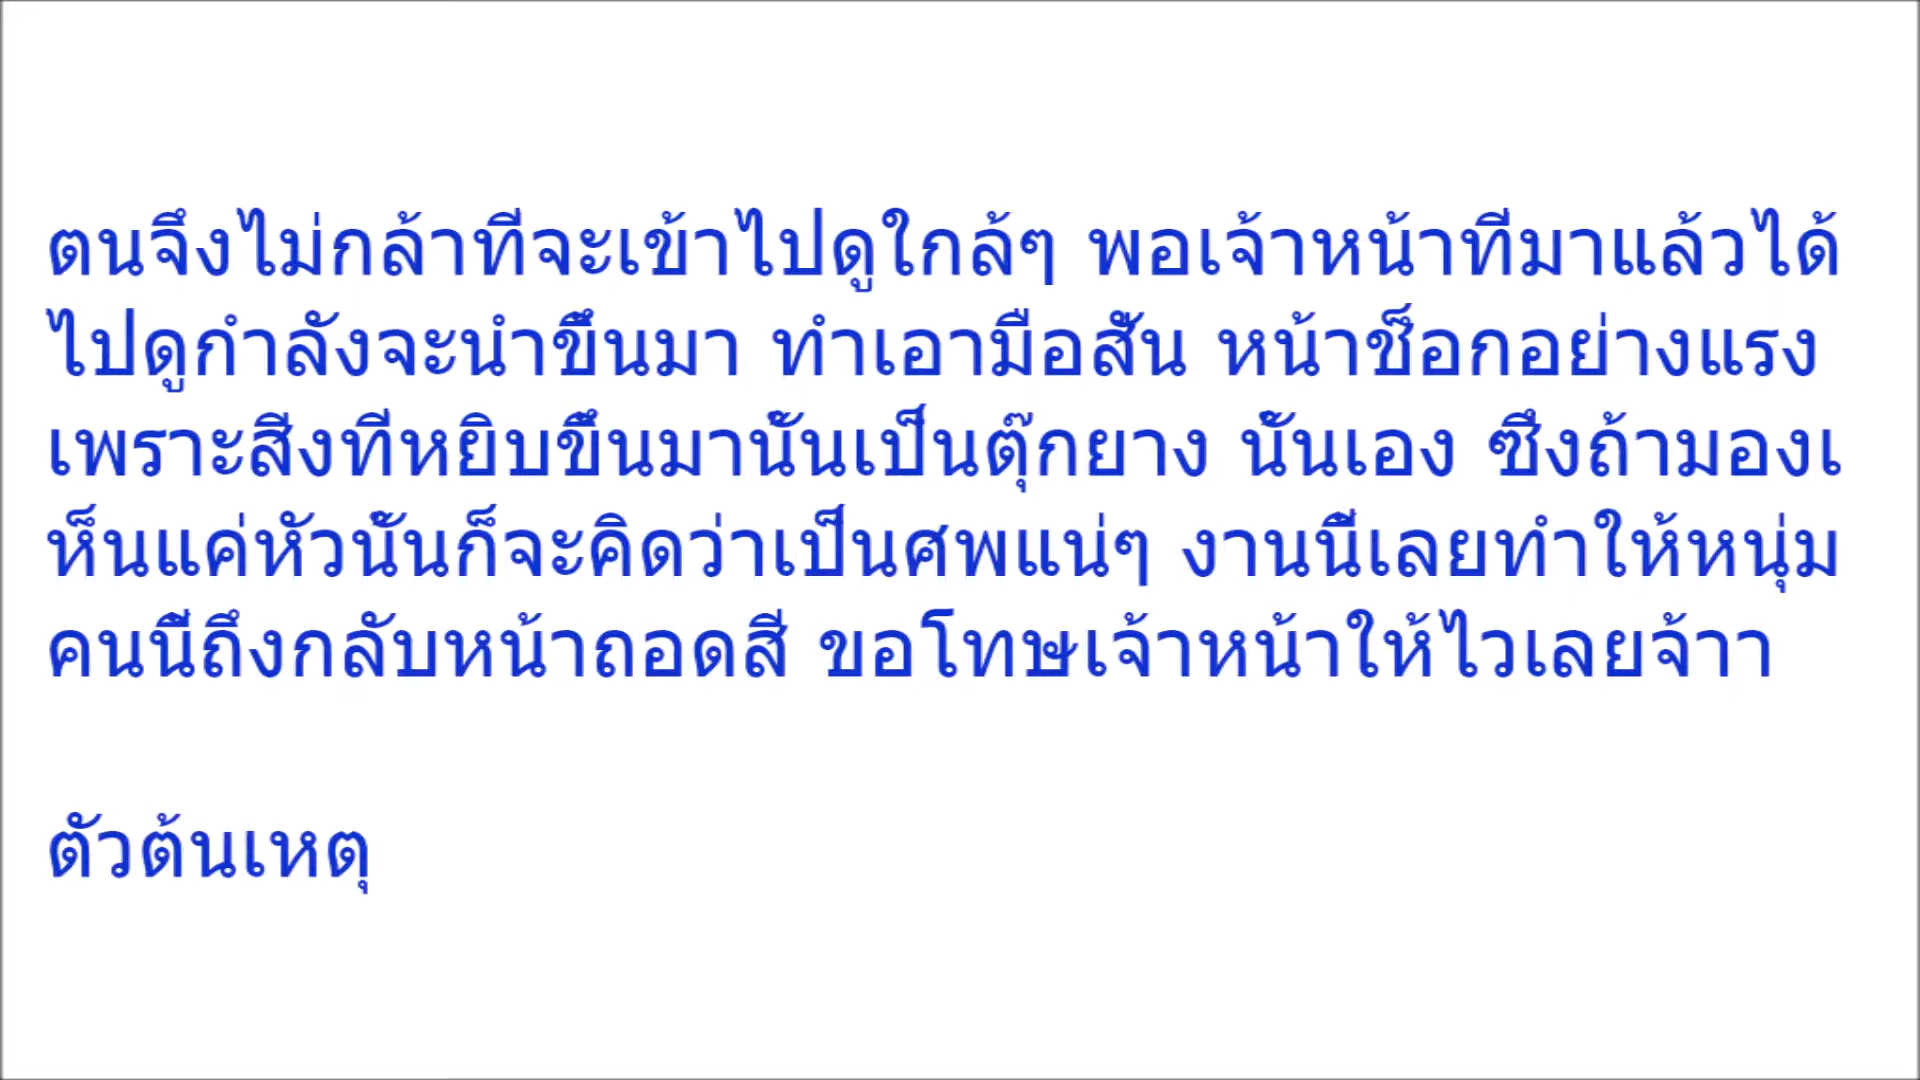 ตนจึงไม่กล้าที่จะเข้าไปดูใกล้ๆ พอเจ้าหน้าที่มาแล้วได้
ไปดูกำลังจะนำขึ้นมา ทำเอามือสั่น หน้าช็อกอย่างแรง
เพราะสิ่งที่หยิบขึ้นมานั้นเป็นตุ๊กยาง นั้นเอง ซึ่งถ้ามองเ
ห็นแค่หัวนั้นก็จะคิดว่าเป็นศพแน่ๆ งานนี้เลยทำให้หนุ่ม
คนนี้ถึงกลับหน้าถอดสี ขอโทษเจ้าหน้าให้ไวเลยจ้าา
ตัวต้นเหตุ